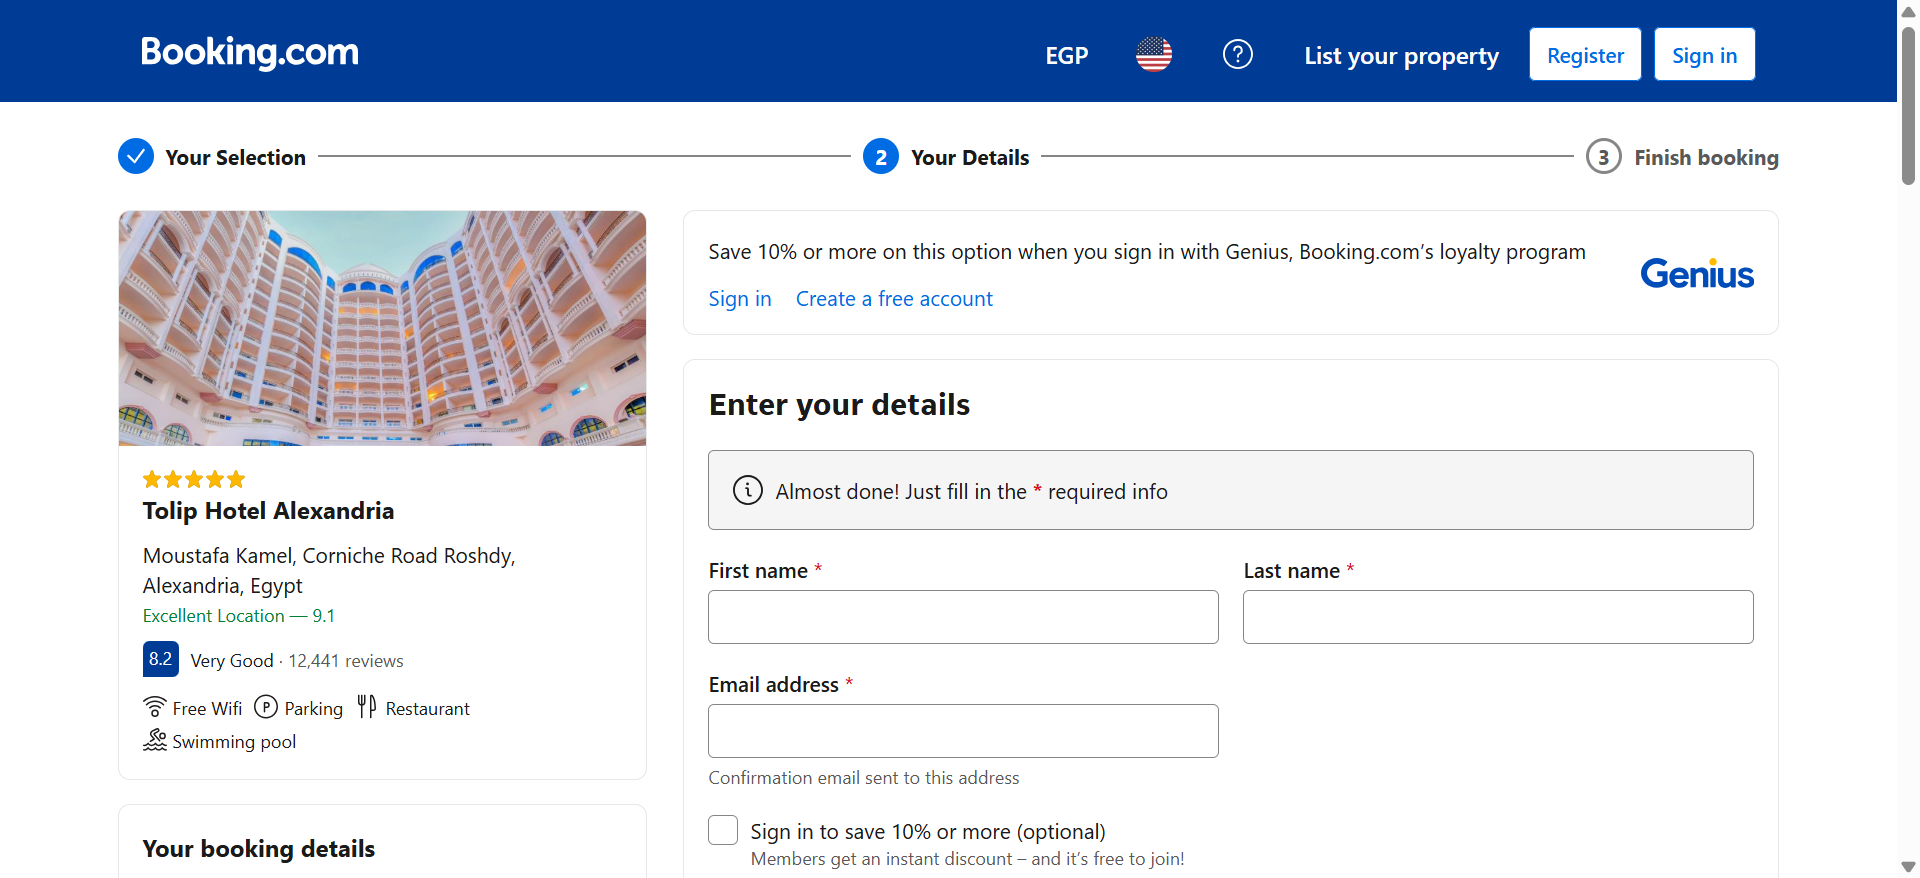 Booking.com
EGP
?
List your property
Register
Sign in
Your Selection
2 Your Details
3 Finish booking
Tolip Hotel Alexandria
Moustafa Kamel, Corniche Road Roshdy,
Alexandria, Egypt
Excellent Location — 9.1
8.2 Very Good · 12,441 reviews
Free Wifi P Parking Restaurant
Swimming pool
Your booking details
Save 10% or more on this option when you sign in with Genius, Booking.com’s loyalty program
Sign in Create a free account
Genius
Enter your details
i Almost done! Just fill in the * required info
First name *
Last name *
Email address *
Confirmation email sent to this address
Sign in to save 10% or more (optional)
Members get an instant discount – and it’s free to join!